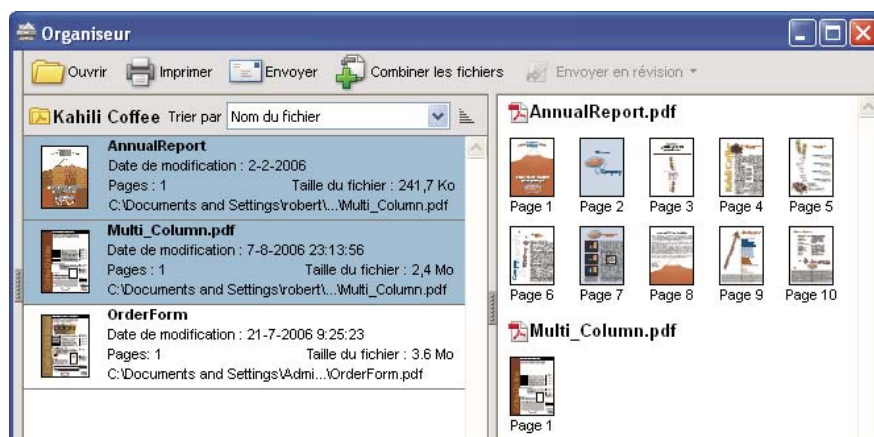 Organiseur
Ouvrir Imprimer Envoyer Combiner les fichiers Envoyer en révision
Kahili Coffee Trier par Nom du fichier
AnnualReport
Date de modification : 2-2-2006
Pages : 1 Taille du fichier : 241,7 Ko
C:\Documents and Settings\robert\...\Multi_Column.pdf
Multi_Column.pdf
Date de modification : 7-8-2006 23:13:56
Pages : 1 Taille du fichier : 2,4 Mo
C:\Documents and Settings\robert\...\Multi_Column.pdf
OrderForm
Date de modification : 21-7-2006 9:25:23
Pages: 1 Taille du fichier : 3.6 Mo
C:\Documents and Settings\Admi...\OrderForm.pdf
AnnualReport.pdf
Page 1 Page 2 Page 3 Page 4 Page 5
Page 6 Page 7 Page 8 Page 9 Page 10
Multi_Column.pdf
Page 1